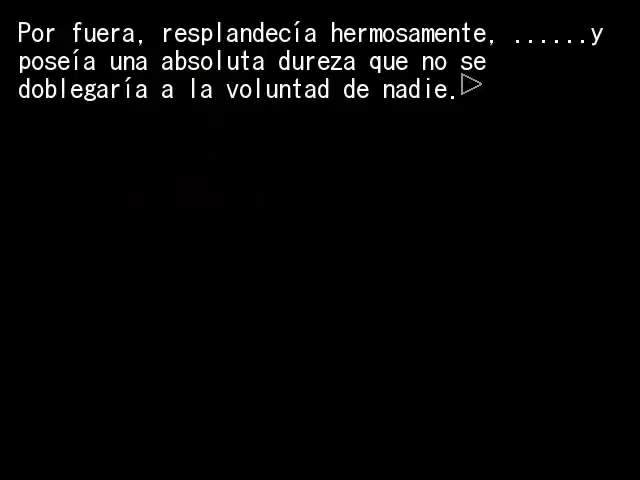 Por fuera, resplandecía hermosamente, ......y
poseía una absoluta dureza que no se
doblegaría a la voluntad de nadie.